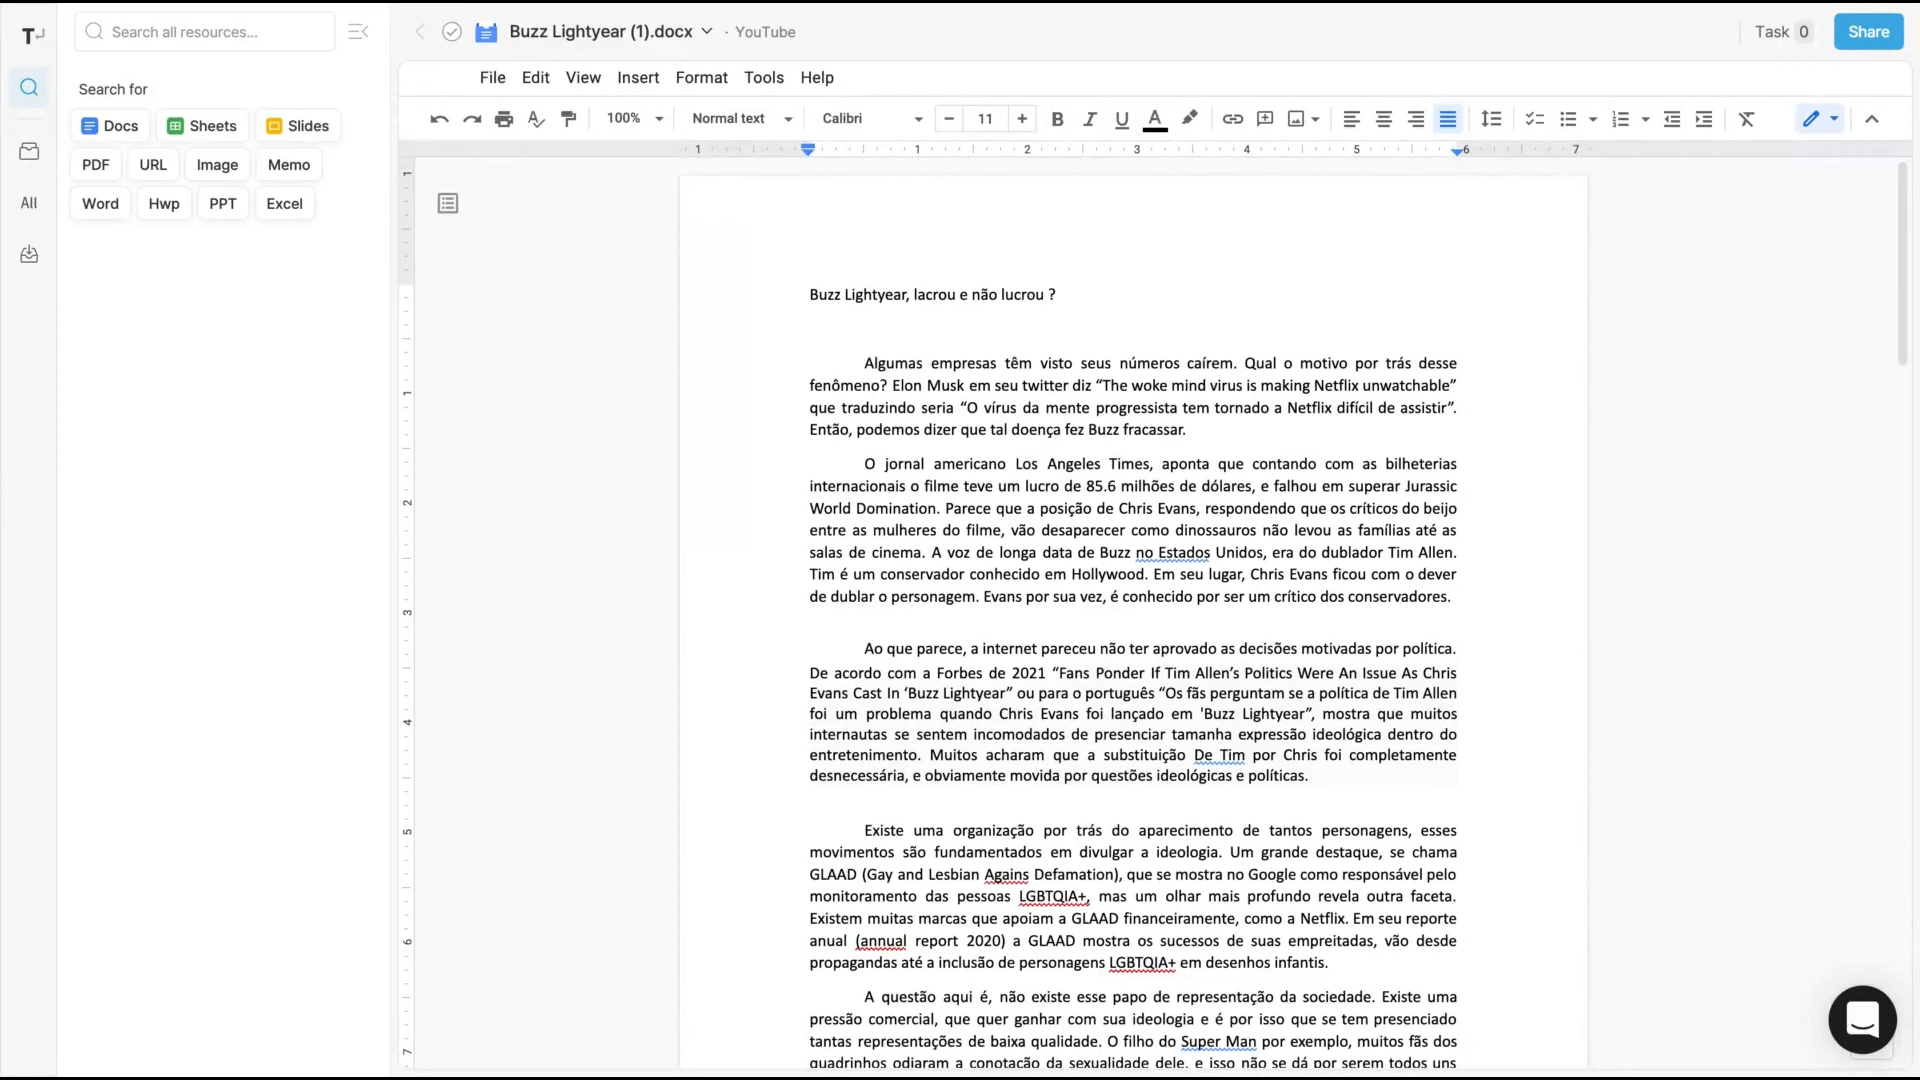 T
Search all resources...
Buzz Lightyear (1).docx · YouTube
Task 0
Share
Search for
File Edit View Insert Format Tools Help
Docs Sheets Slides
100% Normal text Calibri 11 B I U A
PDF URL Image Memo
1 1 2 3 4 5 6 7
Word Hwp PPT Excel
All
1
1
2
3
4
5
6
7
Buzz Lightyear, lacrou e não lucrou ?
Algumas empresas têm visto seus números caírem. Qual o motivo por trás desse
fenômeno? Elon Musk em seu twitter diz “The woke mind virus is making Netflix unwatchable”
que traduzindo seria “O vírus da mente progressista tem tornado a Netflix difícil de assistir”.
Então, podemos dizer que tal doença fez Buzz fracassar.
O jornal americano Los Angeles Times, aponta que contando com as bilheterias
internacionais o filme teve um lucro de 85.6 milhões de dólares, e falhou em superar Jurassic
World Domination. Parece que a posição de Chris Evans, respondendo que os críticos do beijo
entre as mulheres do filme, vão desaparecer como dinossauros não levou as famílias até as
salas de cinema. A voz de longa data de Buzz no Estados Unidos, era do dublador Tim Allen.
Tim é um conservador conhecido em Hollywood. Em seu lugar, Chris Evans ficou com o dever
de dublar o personagem. Evans por sua vez, é conhecido por ser um crítico dos conservadores.
Ao que parece, a internet pareceu não ter aprovado as decisões motivadas por política.
De acordo com a Forbes de 2021 “Fans Ponder If Tim Allen’s Politics Were An Issue As Chris
Evans Cast In ‘Buzz Lightyear” ou para o português “Os fãs perguntam se a política de Tim Allen
foi um problema quando Chris Evans foi lançado em 'Buzz Lightyear”, mostra que muitos
internautas se sentem incomodados de presenciar tamanha expressão ideológica dentro do
entretenimento. Muitos acharam que a substituição De Tim por Chris foi completamente
desnecessária, e obviamente movida por questões ideológicas e políticas.
Existe uma organização por trás do aparecimento de tantos personagens, esses
movimentos são fundamentados em divulgar a ideologia. Um grande destaque, se chama
GLAAD (Gay and Lesbian Agains Defamation), que se mostra no Google como responsável pelo
monitoramento das pessoas LGBTQIA+, mas um olhar mais profundo revela outra faceta.
Existem muitas marcas que apoiam a GLAAD financeiramente, como a Netflix. Em seu reporte
anual (annual report 2020) a GLAAD mostra os sucessos de suas empreitadas, vão desde
propagandas até a inclusão de personagens LGBTQIA+ em desenhos infantis.
A questão aqui é, não existe esse papo de representação da sociedade. Existe uma
pressão comercial, que quer ganhar com sua ideologia e é por isso que se tem presenciado
tantas representações de baixa qualidade. O filho do Super Man por exemplo, muitos fãs dos
quadrinhos odiaram a conotação da sexualidade dele, e isso não se dá por serem todos uns